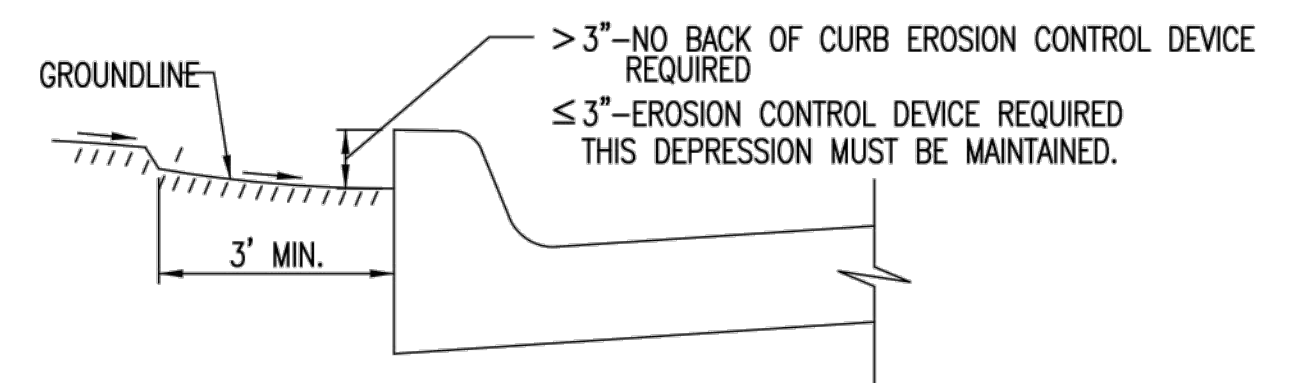 > 3”–NO BACK OF CURB EROSION CONTROL DEVICE
REQUIRED
GROUNDLINE
≤ 3”–EROSION CONTROL DEVICE REQUIRED
THIS DEPRESSION MUST BE MAINTAINED.
3' MIN.